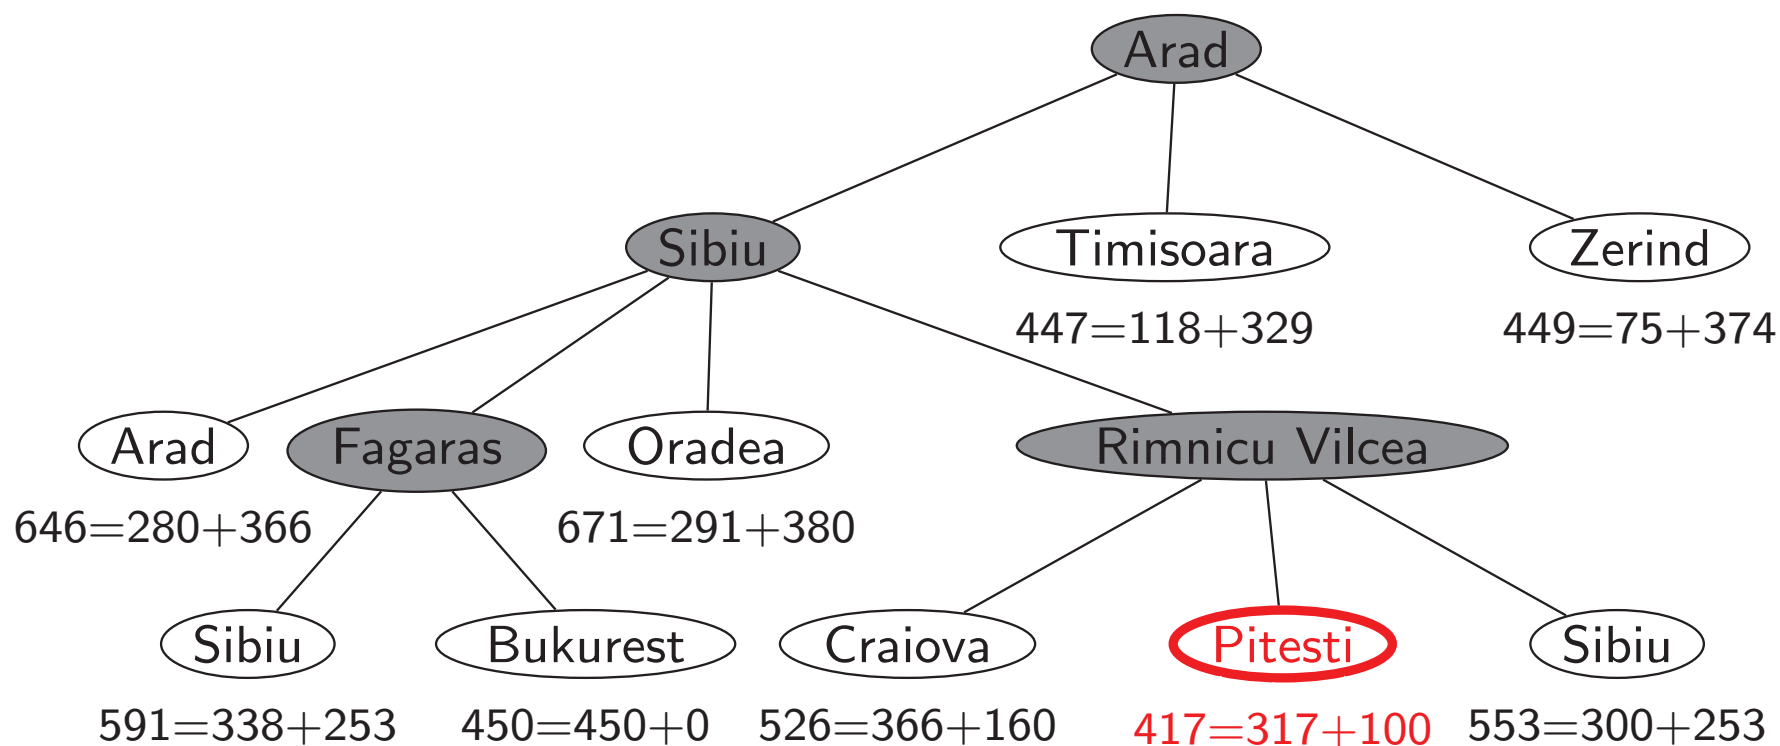 Arad
Sibiu Timisoara Zerind
447=118+329 449=75+374
Arad Fagaras Oradea Rimnicu Vilcea
646=280+366 671=291+380
Sibiu Bukurest Craiova Pitesti Sibiu
591=338+253 450=450+0 526=366+160 417=317+100 553=300+253